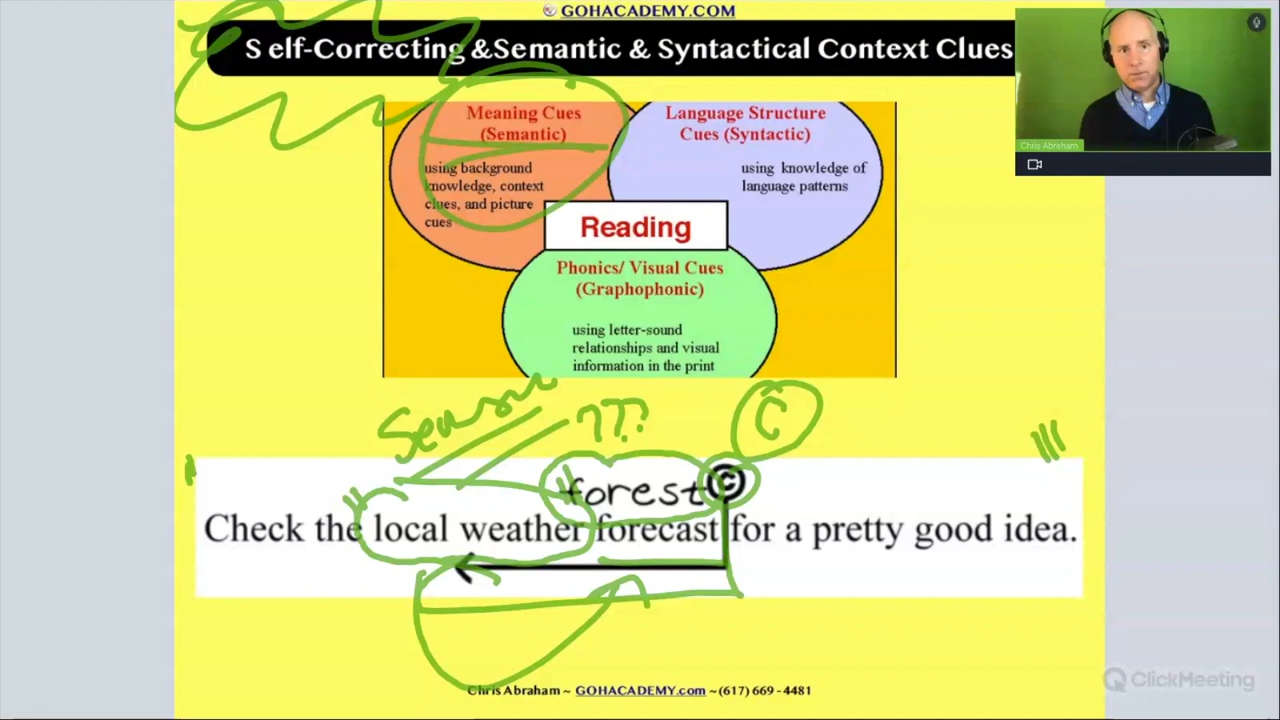 GOHACADEMY.COM
Self-Correcting &Semantic & Syntactical Context Clues
Chris Abraham
Meaning Cues
(Semantic)
using background
knowledge, context
clues, and picture
cues
Language Structure
Cues (Syntactic)
using knowledge of
language patterns
Reading
Phonics/ Visual Cues
(Graphophonic)
using letter-sound
relationships and visual
information in the print
???
C
forest ©
Check the local weather forecast for a pretty good idea.
Chris Abraham ~ GOHACADEMY.com ~(617) 669 - 4481
ClickMeeting